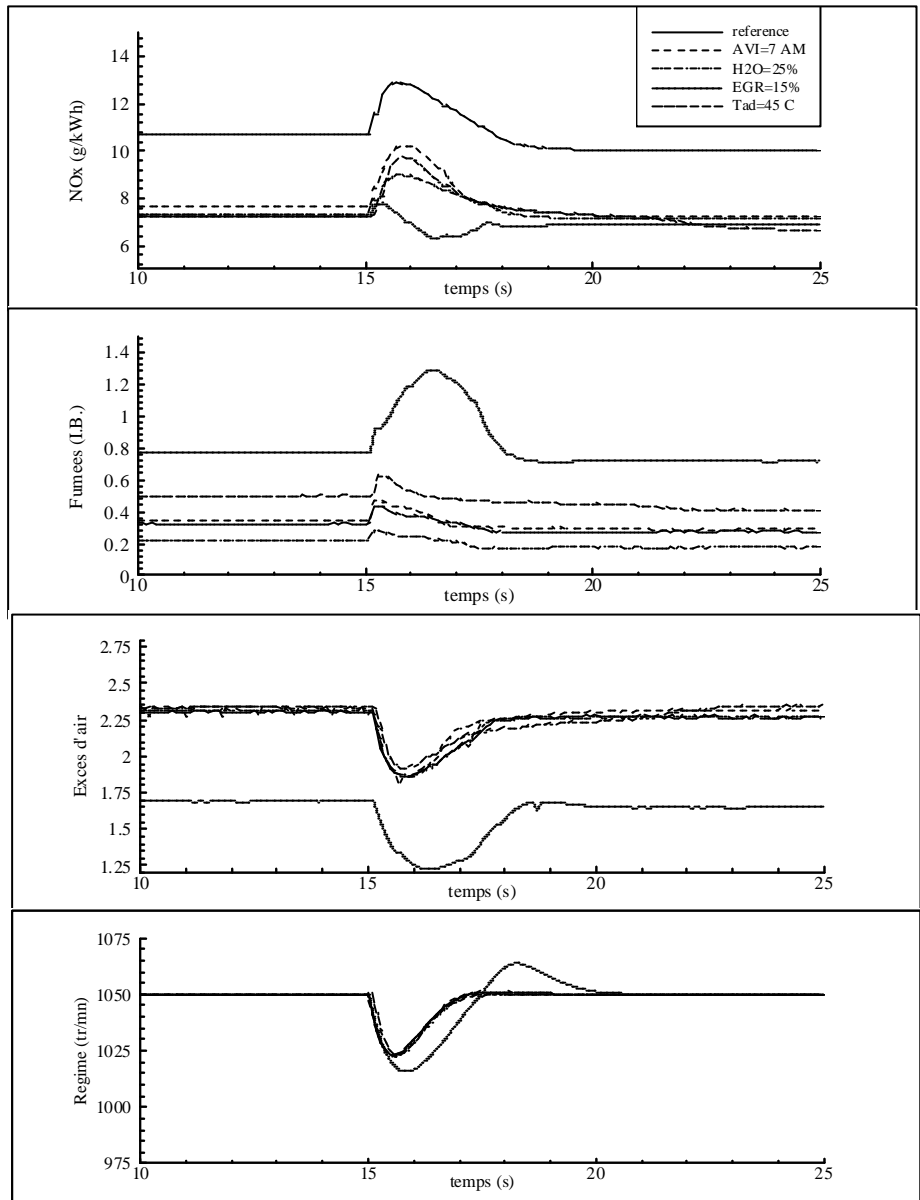 reference
AVI=7 AM
H2O=25%
EGR=15%
Tad=45 C
14
12
10
8
6
NOx (g/kWh)
10 15 20 25
temps (s)
1.4
1.2
1
0.8
0.6
0.4
0.2
0
Fumees (I.B.)
10 15 20 25
temps (s)
2.75
2.5
2.25
2
1.75
1.5
1.25
Exces d'air
10 15 20 25
temps (s)
1075
1050
1025
1000
975
Regime (tr/mn)
10 15 20 25
temps (s)